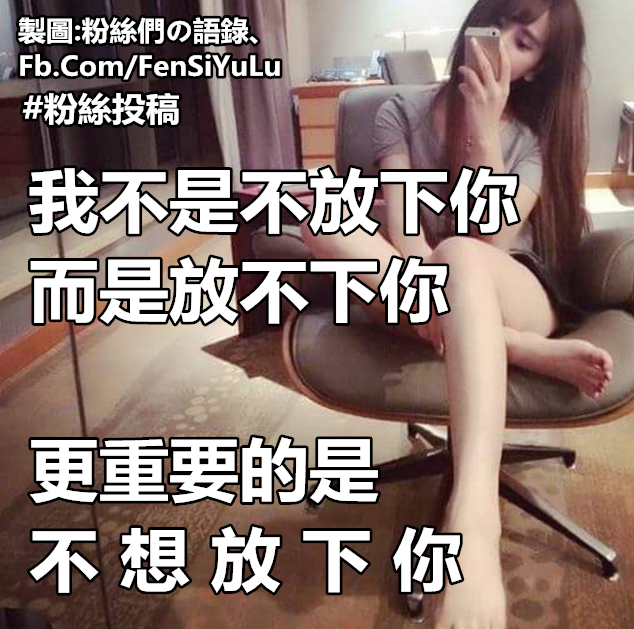 製圖:粉絲們の語錄、
Fb.Com/FenSiYuLu
#粉絲投稿
我不是不放下你
而是放不下你
更重要的是
不想放下你